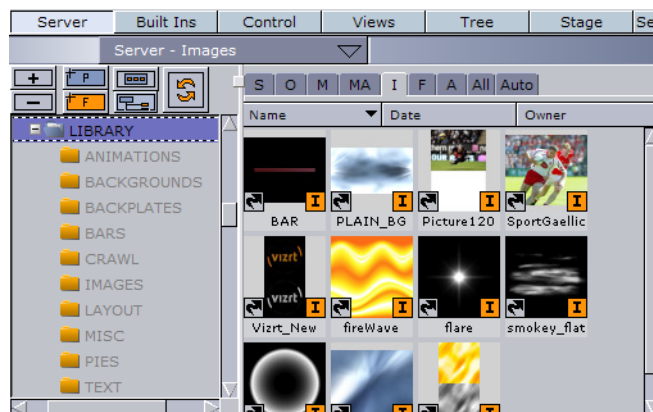 Server Built Ins Control Views Tree Stage Se
Server - Images
P
F
S O M MA I F A All Auto
Name Date Owner
LIBRARY
ANIMATIONS
BACKGROUNDS
BACKPLATES
BARS
CRAWL
IMAGES
LAYOUT
MISC
PIES
TEXT
I I I I
BAR PLAIN_BG Picture120 SportGaellic
vizrt
vizrt
I I I I
Vizrt_New fireWave flare smokey_flat
I I I